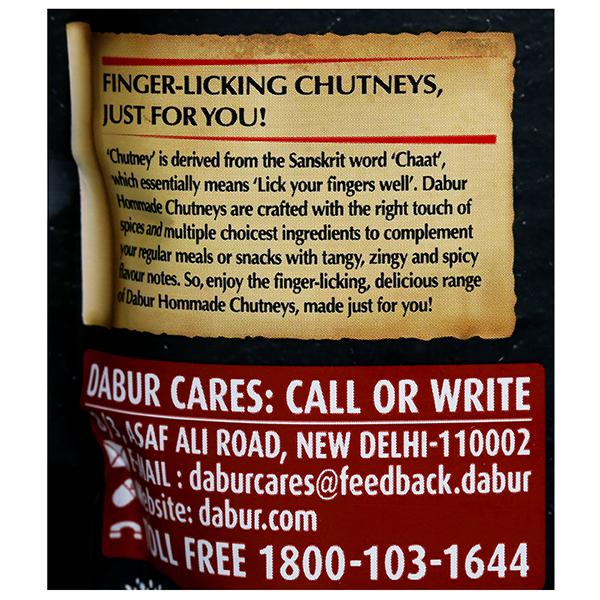 FINGER-LICKING CHUTNEYS,
JUST FOR YOU!
'Chutney' is derived from the Sanskrit word 'Chaat',
which essentially means 'Lick your fingers well'. Dabur
Hommade Chutneys are crafted with the right touch of
spices and multiple choicest ingredients to complement
your regular meals or snacks with tangy, zingy and spicy
flavour notes. So, enjoy the finger-licking, delicious range
of Dabur Hommade Chutneys, made just for you!
DABUR CARES: CALL OR WRITE
ASAF ALI ROAD, NEW DELHI-110002
E-MAIL : daburcares@feedback.dabur
Website: dabur.com
TOLL FREE 1800-103-1644